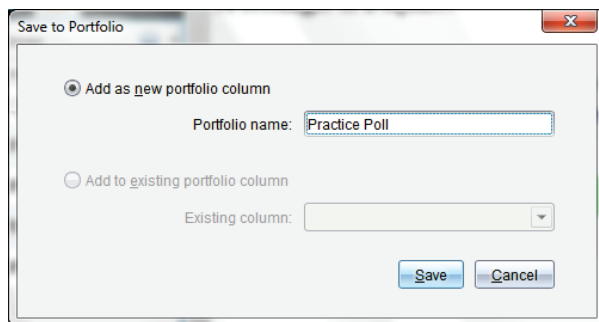 Save to Portfolio
Add as new portfolio column
Portfolio name: Practice Poll
Add to existing portfolio column
Existing column:
Save Cancel